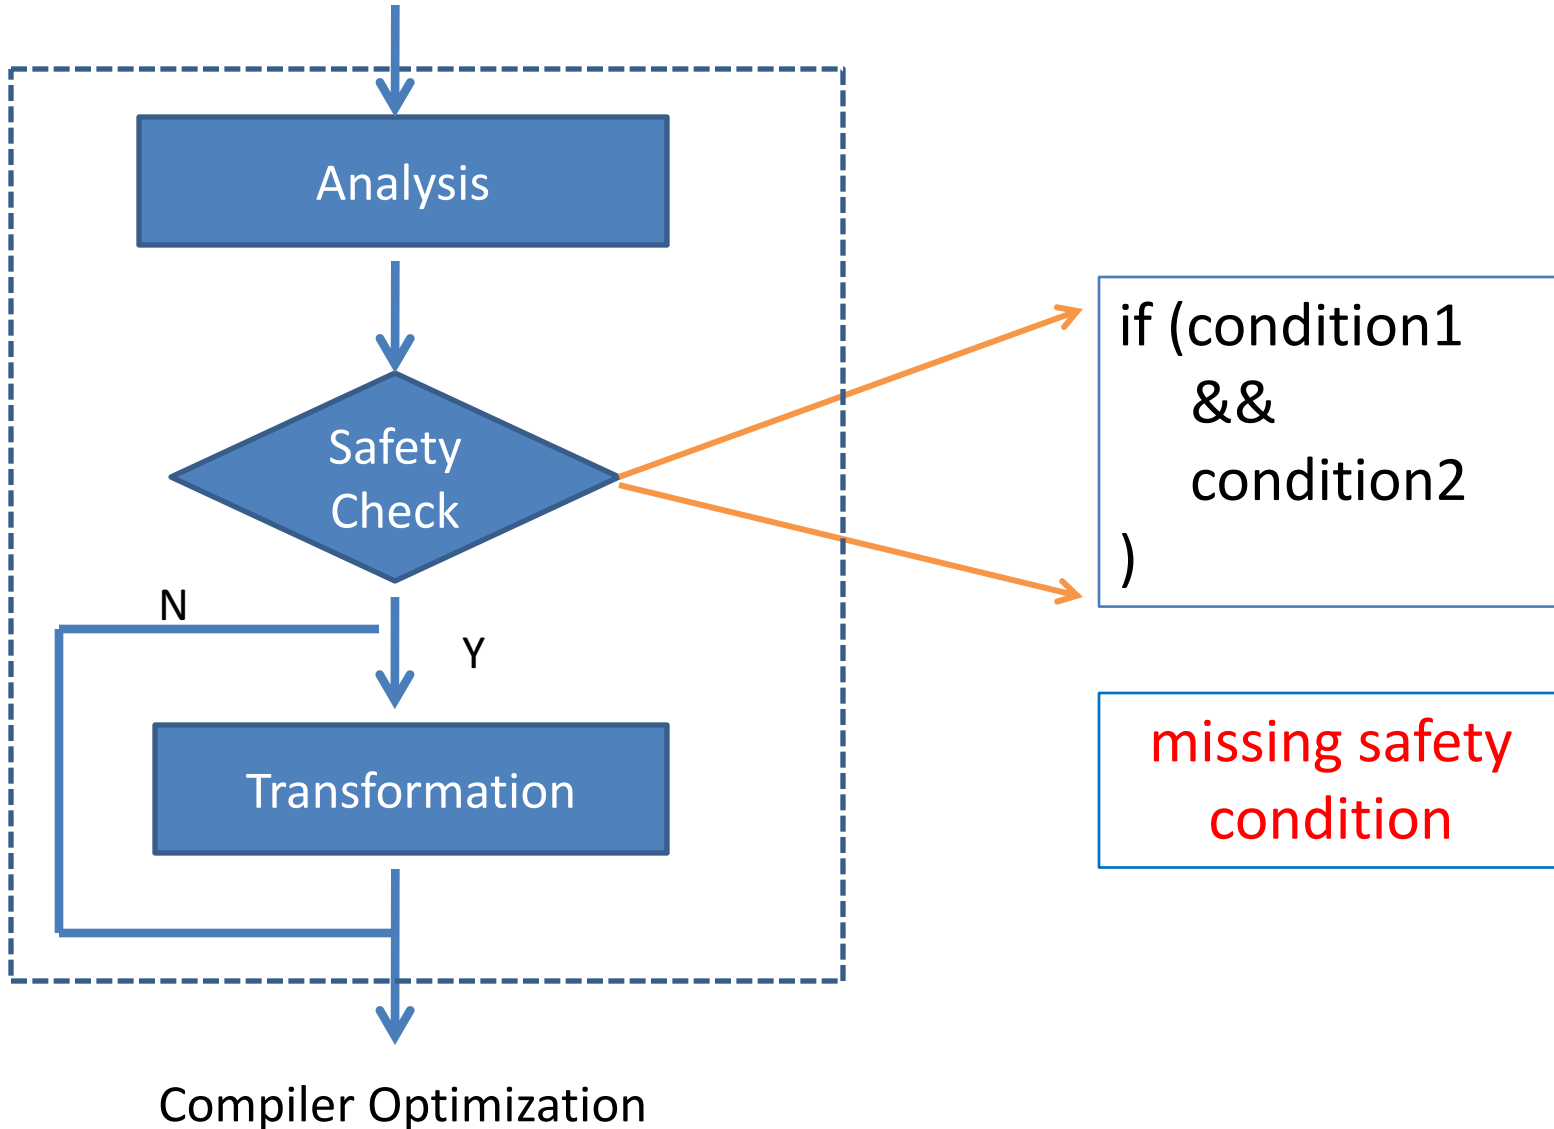 Analysis
Safety
Check
N
Y
Transformation
Compiler Optimization
if (condition1
&&
condition2
)
missing safety
condition